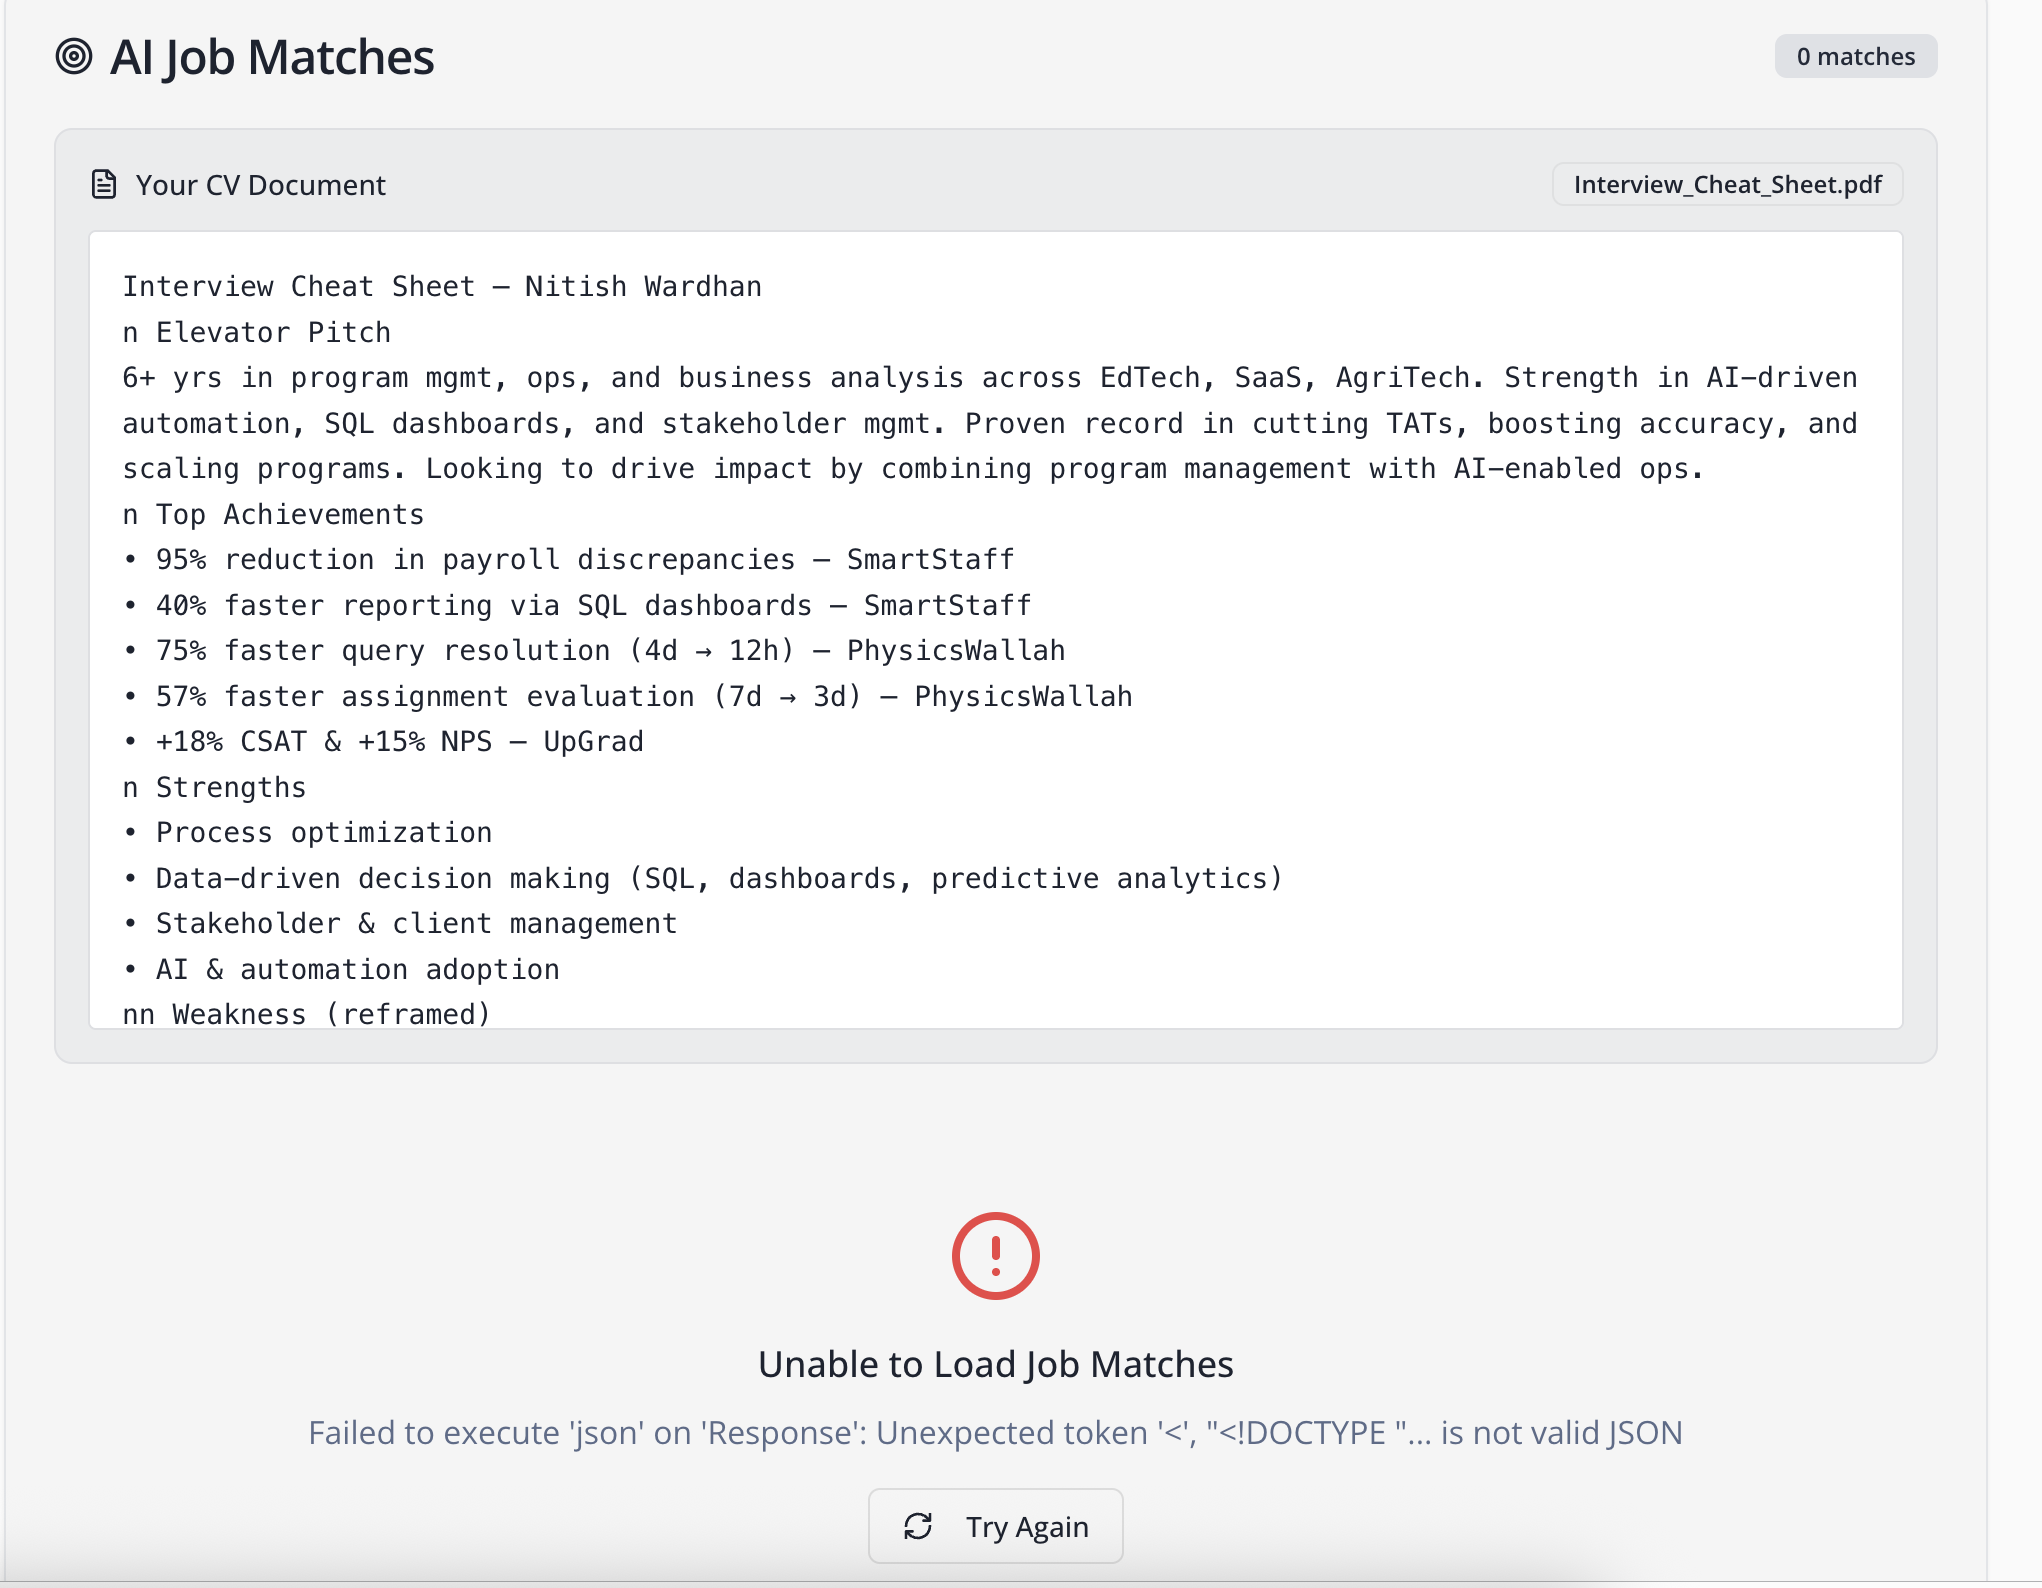 AI Job Matches
0 matches
Your CV Document
Interview_Cheat_Sheet.pdf
Interview Cheat Sheet – Nitish Wardhan
n Elevator Pitch
6+ yrs in program mgmt, ops, and business analysis across EdTech, SaaS, AgriTech. Strength in AI-driven
automation, SQL dashboards, and stakeholder mgmt. Proven record in cutting TATs, boosting accuracy, and
scaling programs. Looking to drive impact by combining program management with AI-enabled ops.
n Top Achievements
• 95% reduction in payroll discrepancies – SmartStaff
• 40% faster reporting via SQL dashboards – SmartStaff
• 75% faster query resolution (4d → 12h) – PhysicsWallah
• 57% faster assignment evaluation (7d → 3d) – PhysicsWallah
• +18% CSAT & +15% NPS – UpGrad
n Strengths
• Process optimization
• Data-driven decision making (SQL, dashboards, predictive analytics)
• Stakeholder & client management
• AI & automation adoption
nn Weakness (reframed)
Unable to Load Job Matches
Failed to execute 'json' on 'Response': Unexpected token '<', "<!DOCTYPE "... is not valid JSON
Try Again